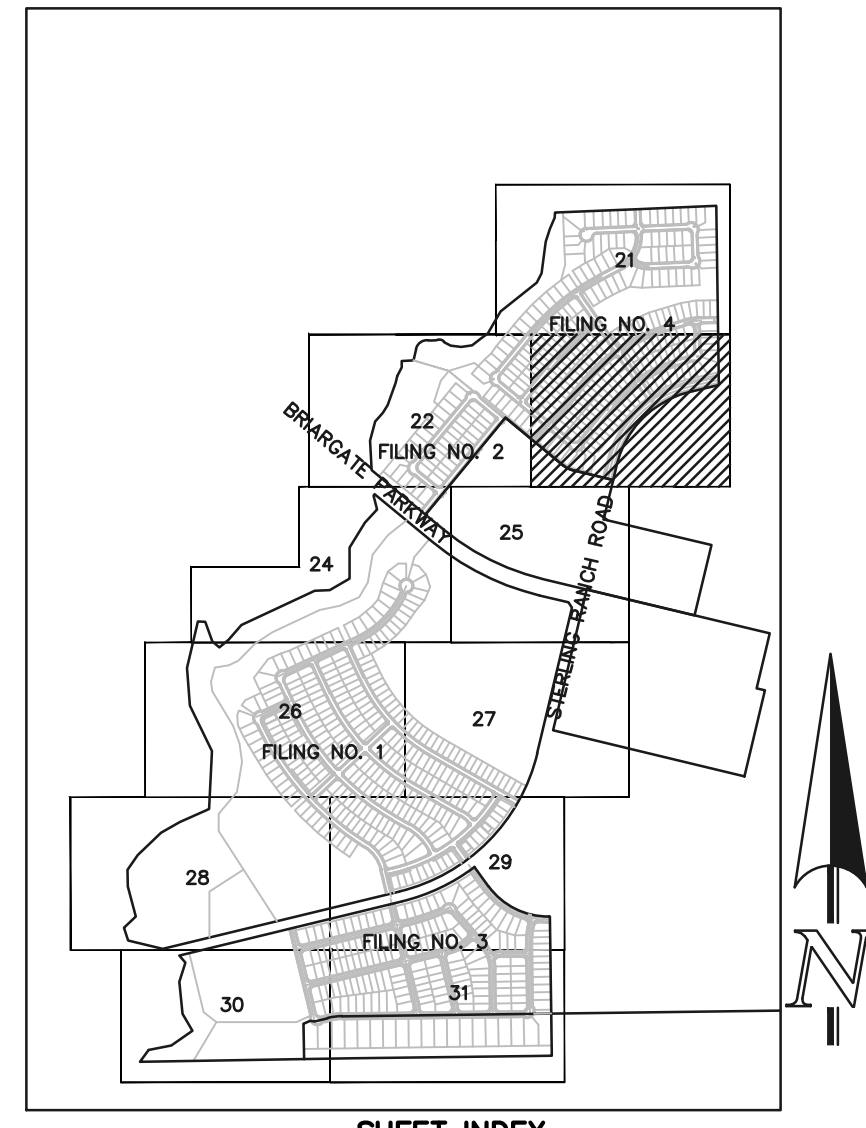 21
FILING NO. 4
22
FILING NO. 2
BRIARGATE PARKWAY
25
24
STERLING RANCH ROAD
26
27
FILING NO. 1
28
29
FILING NO. 3
30
31
N
SHEET INDEX